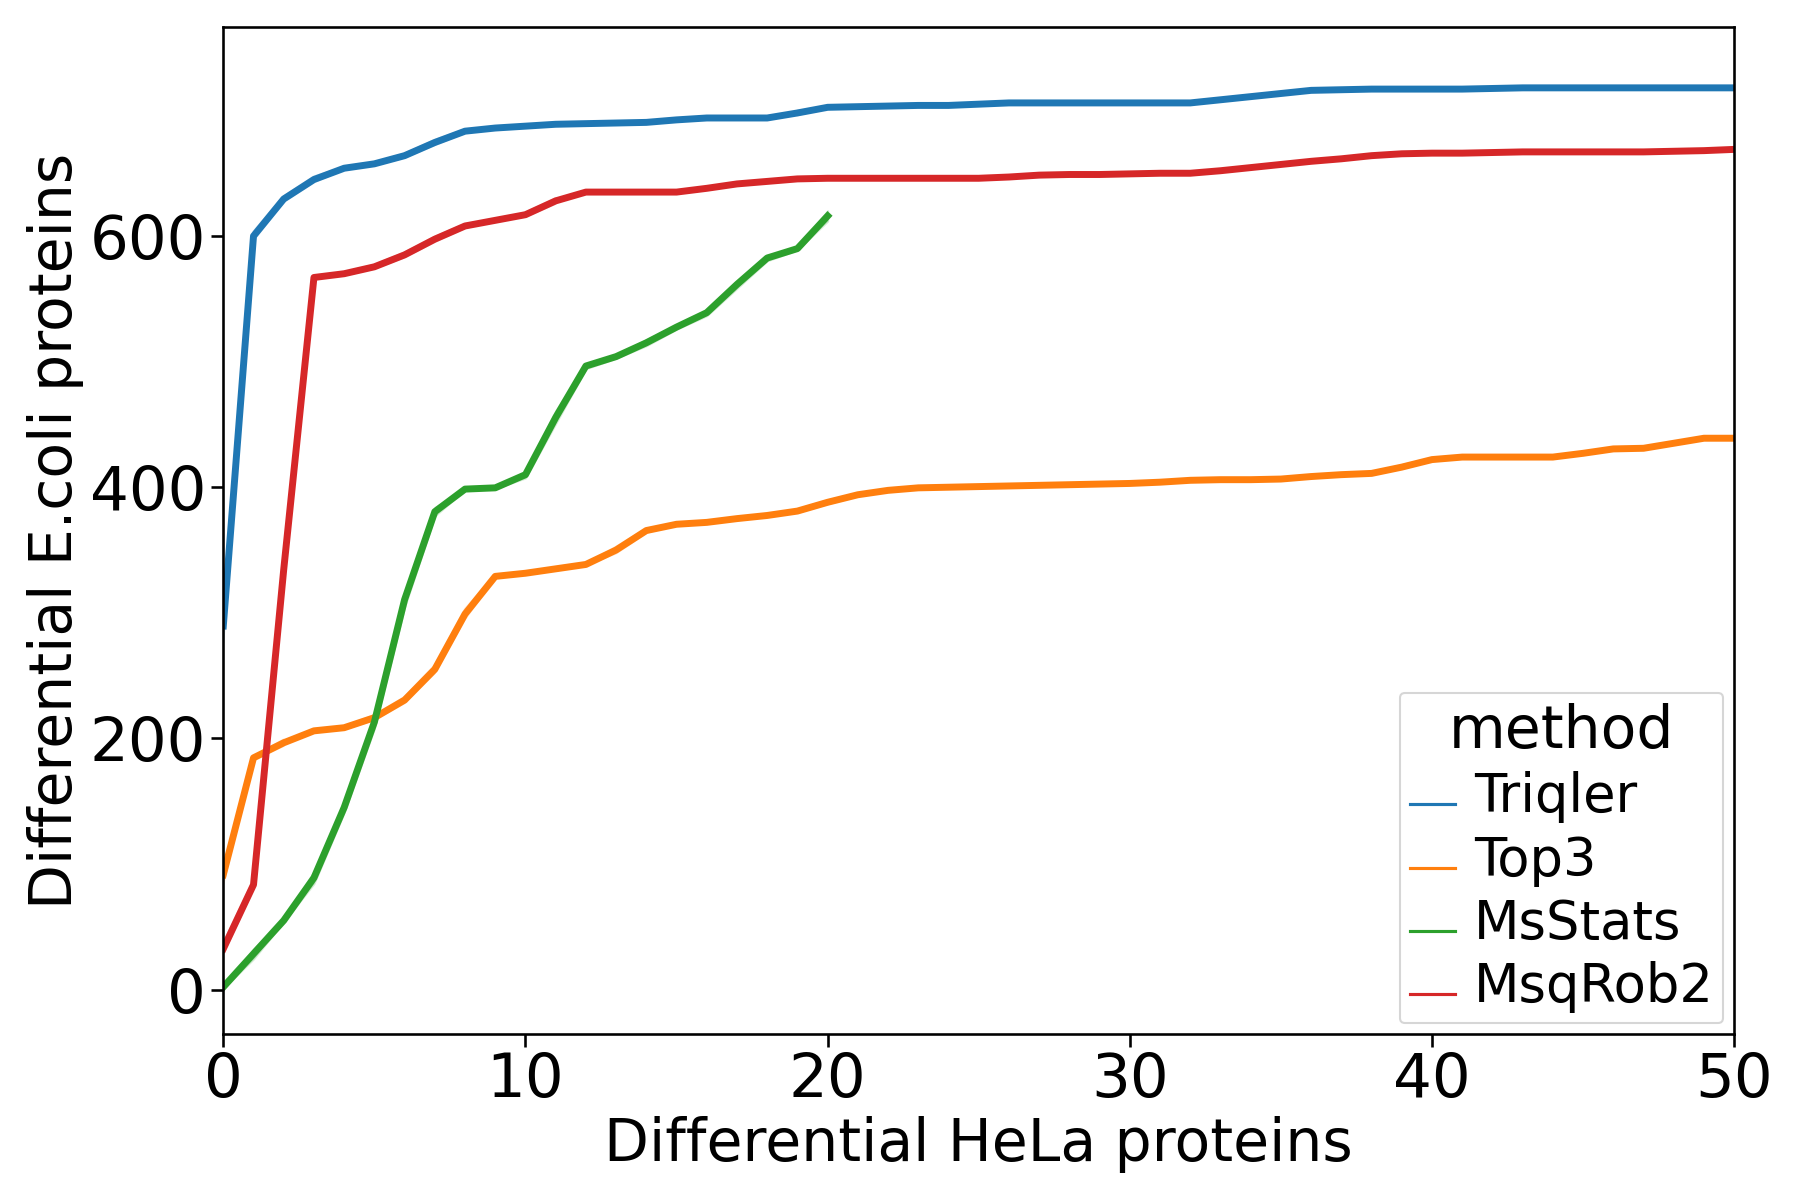 Differential E.coli proteins
600
400
200
0
0 10 20 30 40 50
Differential HeLa proteins
method
Triqler
Top3
MsStats
MsqRob2